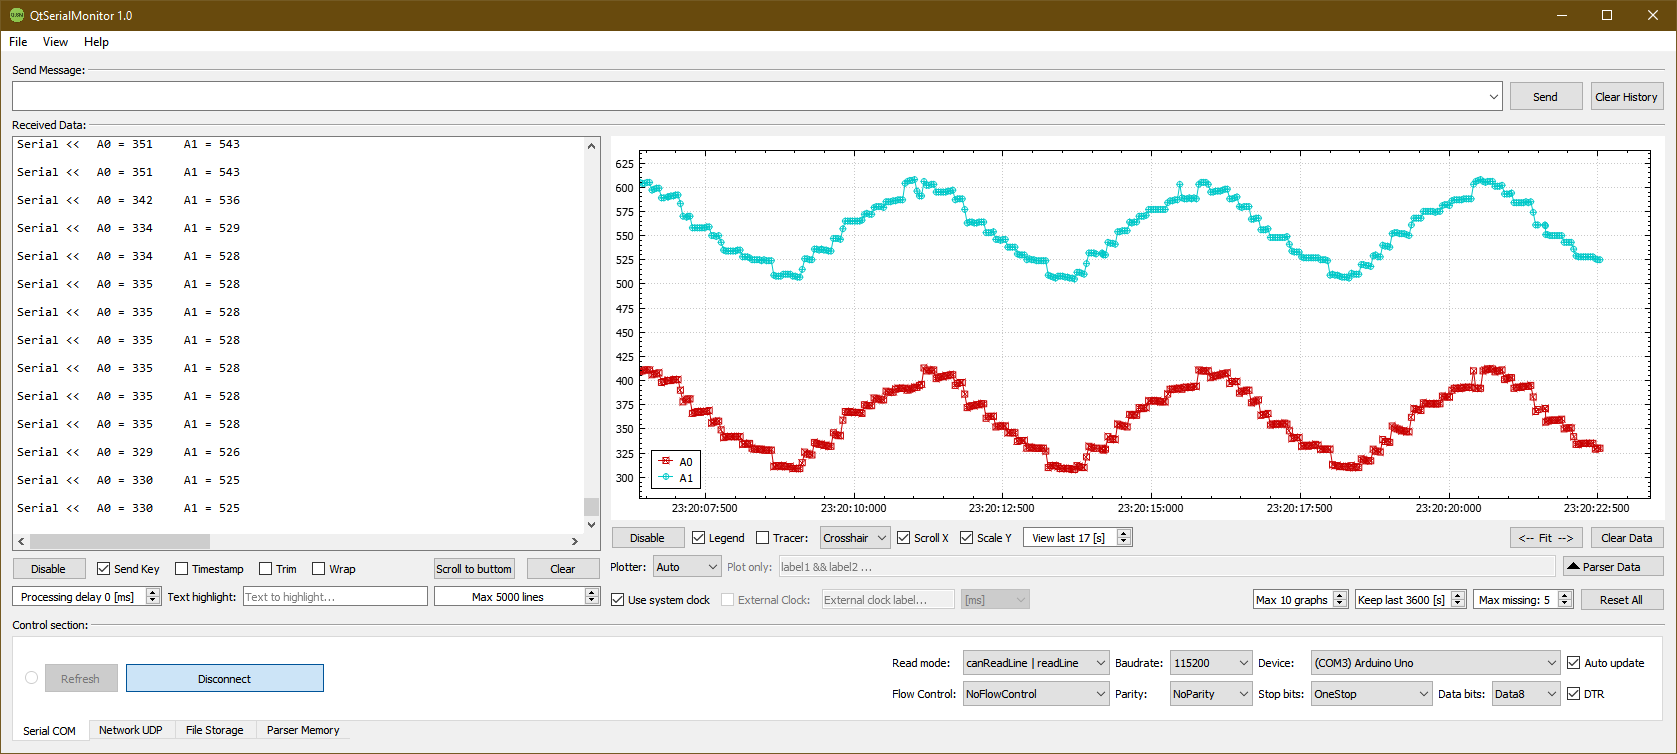 QtSerialMonitor 1.0
File View Help
Send Message:
Send Clear History
Received Data:
Serial << A0 = 351 A1 = 543
Serial << A0 = 351 A1 = 543
Serial << A0 = 342 A1 = 536
Serial << A0 = 334 A1 = 529
Serial << A0 = 334 A1 = 528
Serial << A0 = 335 A1 = 528
Serial << A0 = 335 A1 = 528
Serial << A0 = 335 A1 = 528
Serial << A0 = 335 A1 = 528
Serial << A0 = 335 A1 = 528
Serial << A0 = 335 A1 = 528
Serial << A0 = 329 A1 = 526
Serial << A0 = 330 A1 = 525
Serial << A0 = 330 A1 = 525
625
600
575
550
525
500
475
450
425
400
375
350
325
300
A0
A1
23:20:07:500 23:20:10:000 23:20:12:500 23:20:15:000 23:20:17:500 23:20:20:000 23:20:22:500
Disable Legend Tracer: Crosshair Scroll X Scale Y View last 17 [s] <-- Fit --> Clear Data
Disable Send Key Timestamp Trim Wrap Scroll to buttom Clear
Plotter: Auto Plot only: label1 && label2 ... Parser Data
Processing delay 0 [ms] Text highlight: Text to highlight... Max 5000 lines
Use system clock External Clock: External clock label... [ms] Max 10 graphs Keep last 3600 [s] Max missing: 5 Reset All
Control section:
Refresh Disconnect
Read mode: canReadLine | readLine Baudrate: 115200 Device: (COM3) Arduino Uno Auto update
Flow Control: NoFlowControl Parity: NoParity Stop bits: OneStop Data bits: Data8 DTR
Serial COM Network UDP File Storage Parser Memory